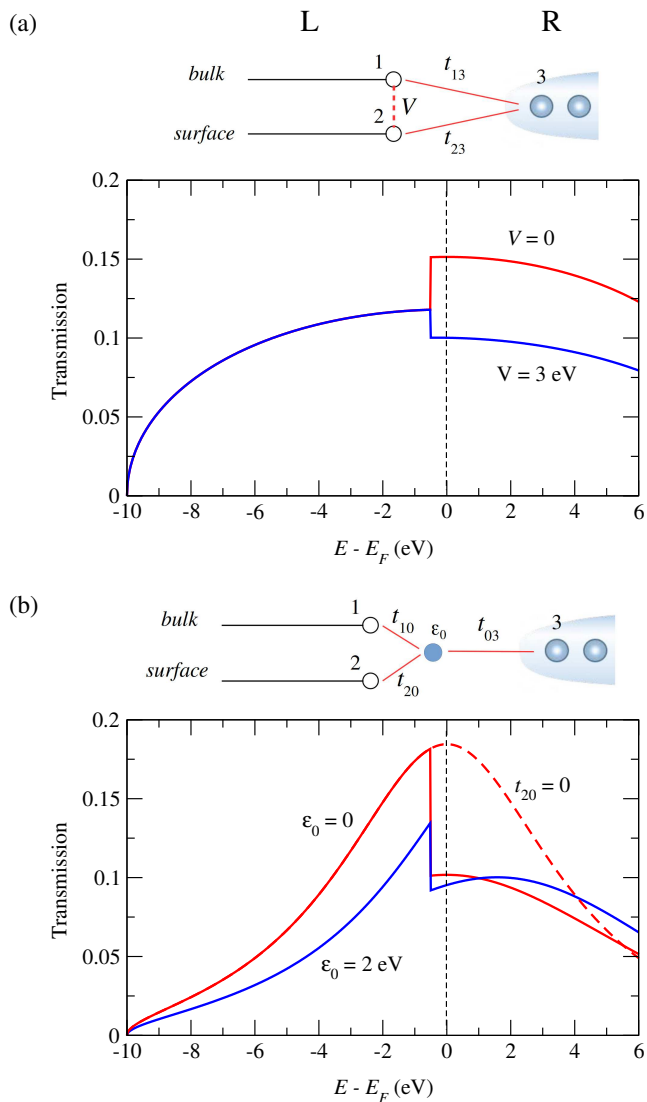 (a) L R
1 t₁₃ 3
bulk
V
2
surface t₂₃
0.2
V = 0
0.15
Transmission
0.1
V = 3 eV
0.05
0
-10 -8 -6 -4 -2 0 2 4 6
E - E_F (eV)
(b)
1 t₁₀ ε₀ t₀₃ 3
bulk
2
surface t₂₀
0.2
t₂₀ = 0
0.15
ε₀ = 0
Transmission
0.1
0.05
ε₀ = 2 eV
0
-10 -8 -6 -4 -2 0 2 4 6
E - E_F (eV)